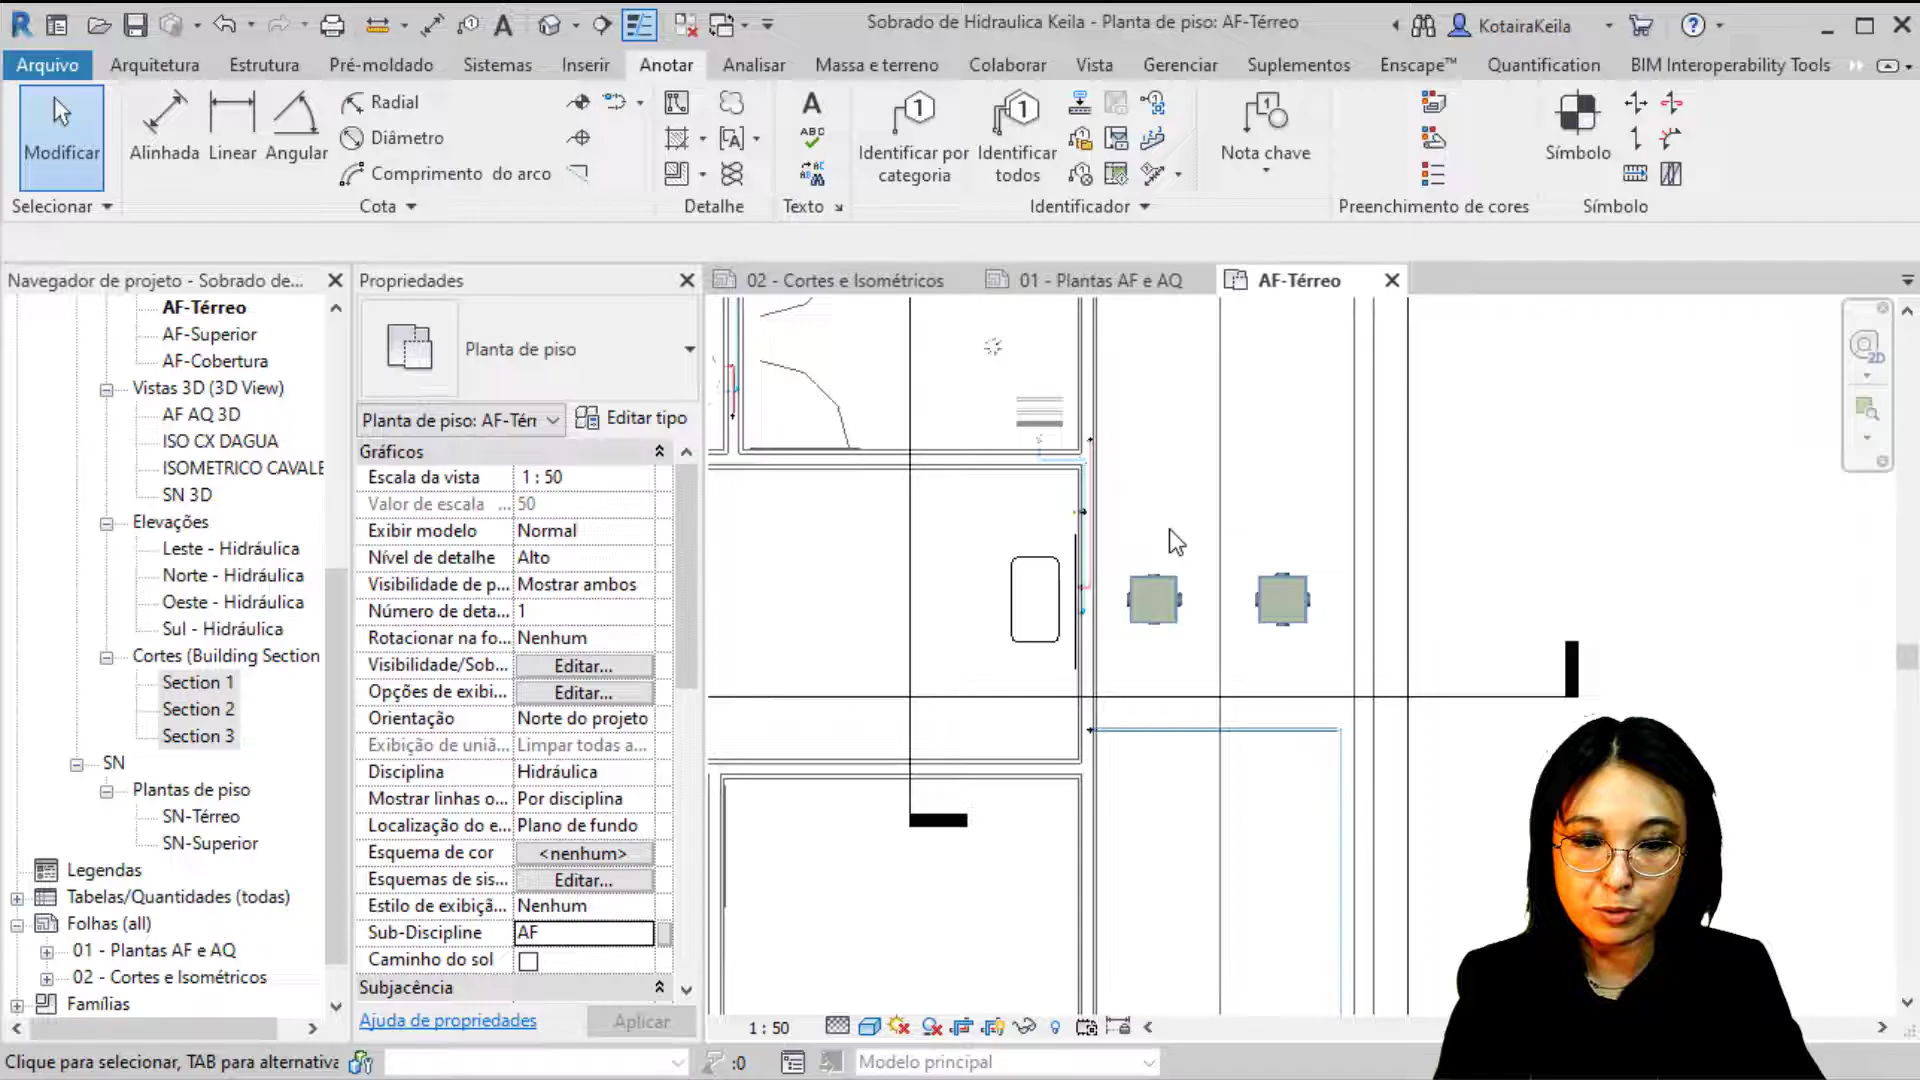 Sobrado de Hidraulica Keila - Planta de piso: AF-Térreo
KotairaKeila
Arquivo Arquitetura Estrutura Pré-moldado Sistemas Inserir Anotar Analisar Massa e terreno Colaborar Vista Gerenciar Suplementos Enscape™ Quantification BIM Interoperability Tools
Modificar
Alinhada Linear Angular
Radial
Diâmetro
Comprimento do arco
Identificar por categoria
Identificar todos
Nota chave
Símbolo
Selecionar Cota Detalhe Texto Identificador Preenchimento de cores Símbolo
Navegador de projeto - Sobrado de...
AF-Térreo
AF-Superior
AF-Cobertura
Vistas 3D (3D View)
AF AQ 3D
ISO CX DAGUA
ISOMETRICO CAVALE
SN 3D
Elevações
Leste - Hidráulica
Norte - Hidráulica
Oeste - Hidráulica
Sul - Hidráulica
Cortes (Building Section
Section 1
Section 2
Section 3
SN
Plantas de piso
SN-Térreo
SN-Superior
Legendas
Tabelas/Quantidades (todas)
Folhas (all)
01 - Plantas AF e AQ
02 - Cortes e Isométricos
Famílias
Propriedades
Planta de piso
Planta de piso: AF-Térr Editar tipo
Gráficos
Escala da vista 1 : 50
Valor de escala ... 50
Exibir modelo Normal
Nível de detalhe Alto
Visibilidade de p... Mostrar ambos
Número de deta... 1
Rotacionar na fo... Nenhum
Visibilidade/Sob... Editar...
Opções de exibi... Editar...
Orientação Norte do projeto
Exibição de uniã... Limpar todas a...
Disciplina Hidráulica
Mostrar linhas o... Por disciplina
Localização do e... Plano de fundo
Esquema de cor <nenhum>
Esquemas de sis... Editar...
Estilo de exibiçã... Nenhum
Sub-Discipline AF
Caminho do sol
Subjacência
Ajuda de propriedades Aplicar
02 - Cortes e Isométricos 01 - Plantas AF e AQ AF-Térreo
2D
1 : 50
Clique para selecionar, TAB para alternativa
:0
Modelo principal